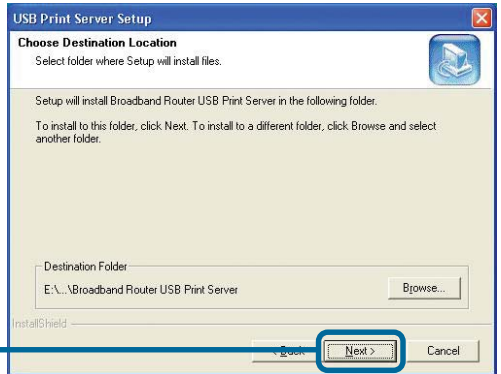 USB Print Server Setup
Choose Destination Location
Select folder where Setup will install files.
Setup will install Broadband Router USB Print Server in the following folder.
To install to this folder, click Next. To install to a different folder, click Browse and select
another folder.
Destination Folder
E:\...\Broadband Router USB Print Server
Browse...
InstallShield
< Back
Next >
Cancel